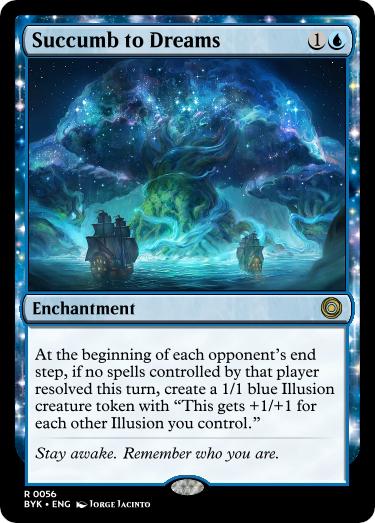 Succumb to Dreams 1
Enchantment
At the beginning of each opponent's end
step, if no spells controlled by that player
resolved this turn, create a 1/1 blue Illusion
creature token with “This gets +1/+1 for
each other Illusion you control.”
Stay awake. Remember who you are.
R 0056
BYK • ENG Jorge Jacinto